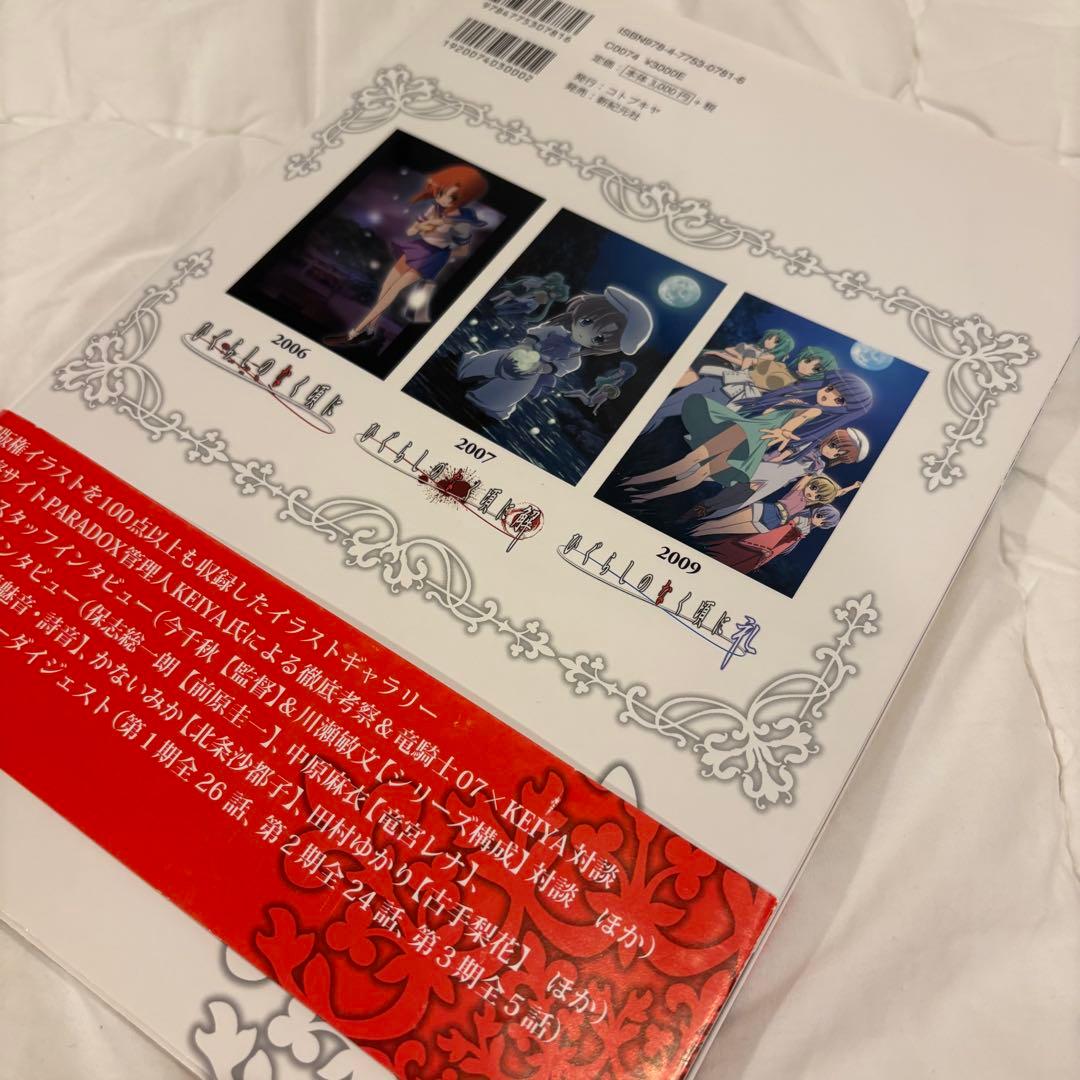 9784775307816
1920074030002
ISBN978-4-7753-0781-6
C0074 ¥3000E
定価：本体3,000円+税
発行：コトブキヤ
発売：新紀元社
2006
ひぐらしのなく頃に
2007
ひぐらしのなく頃に解
2009
ひぐらしのなく頃に礼
版権イラストを100点以上も収録したイラストギャラリー
サイトPARADOX管理人KEIYA氏による徹底考察&竜騎士07×KEIYA対談
スタッフインタビュー（今千秋【監督】&川瀬敏文【シリーズ構成】対談 ほか）
ンタビュー（保志総一朗【前原圭一】、中原麻衣【竜宮レナ】、
魅音・詩音】、かないみか【北条沙都子】、田村ゆかり【古手梨花】 ほか）
ーダイジェスト（第1期全26話、第2期全24話、第3期全5話）